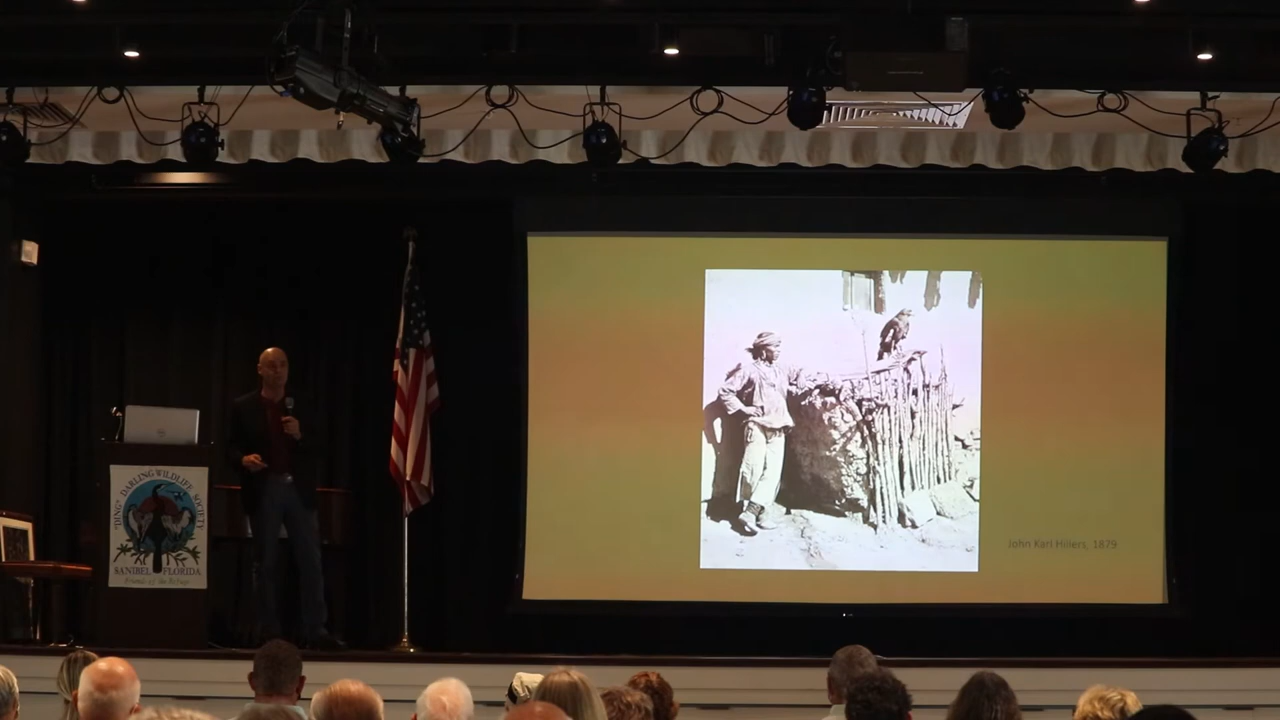 "DING" DARLING WILDLIFE SOCIETY
SANIBEL FLORIDA
Friends of the Refuge
John Karl Hillers, 1879